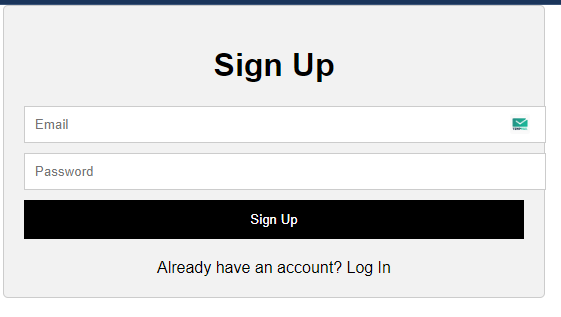 Sign Up
Email
Password
Sign Up
Already have an account? Log In